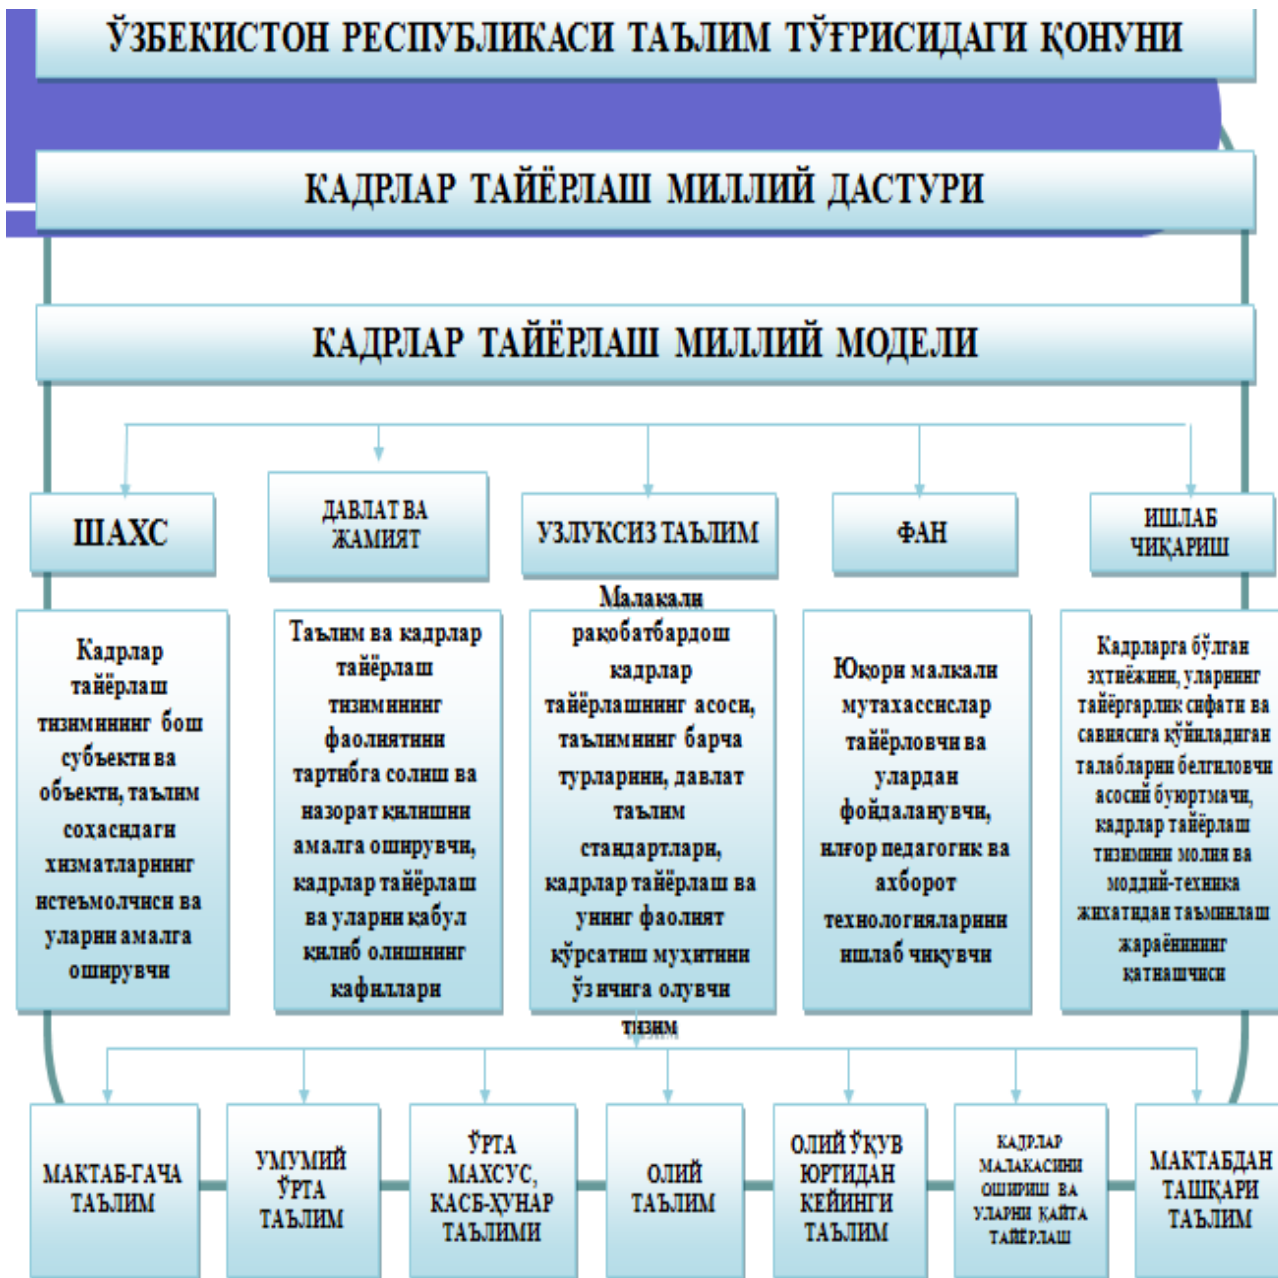 ЎЗБЕКИСТОН РЕСПУБЛИКАСИ ТАЪЛИМ ТЎҒРИСИДАГИ ҚОНУНИ
КАДРЛАР ТАЙЁРЛАШ МИЛЛИЙ ДАСТУРИ
КАДРЛАР ТАЙЁРЛАШ МИЛЛИЙ МОДЕЛИ
ШАХС
ДАВЛАТ ВА
ЖАМИЯТ
УЗЛУКСИЗ ТАЪЛИМ
ФАН
ИШЛАБ
ЧИҚАРИШ
Кадрлар
тайёрлаш
тизимининг бош
субъекти ва
объекти, таълим
соҳасидаги
хизматларнинг
истеъмолчиси ва
уларни амалга
оширувчи
Таълим ва кадрлар
тайёрлаш
тизимининг
фаолиятини
тартибга солиш ва
назорат қилишни
амалга оширувчи,
кадрлар тайёрлаш
ва уларни қабул
қилиб олишнинг
кафиллари
Малакали
рақобатбардош
кадрлар
тайёрлашнинг асоси,
таълимнинг барча
турларини, давлат
таълим
стандартлари,
кадрлар тайёрлаш ва
унинг фаолият
кўрсатиш муҳитини
ўз ичига олувчи
тизим
Юқори малкали
мутахассислар
тайёрловчи ва
улардан
фойдаланувчи,
илғор педагогик ва
ахборот
технологияларини
ишлаб чиқувчи
Кадрларга бўлган
эҳтиёжини, уларнинг
тайёргарлик сифати ва
савиясига қўйиладиган
талабларни белгиловчи
асосий буюртмачи,
кадрлар тайёрлаш
тизимини молия ва
моддий-техника
жихатидан таъминлаш
жараёнининг
қатнашчиси
МАКТАБ-ГАЧА
ТАЪЛИМ
УМУМИЙ
ЎРТА
ТАЪЛИМ
ЎРТА
МАХСУС,
КАСБ-ҲУНАР
ТАЪЛИМИ
ОЛИЙ
ТАЪЛИМ
ОЛИЙ ЎҚУВ
ЮРТИДАН
КЕЙИНГИ
ТАЪЛИМ
КАДРЛАР
МАЛАКАСИНИ
ОШИРИШ ВА
УЛАРНИ ҚАЙТА
ТАЙЁРЛАШ
МАКТАБДАН
ТАШҚАРИ
ТАЪЛИМ